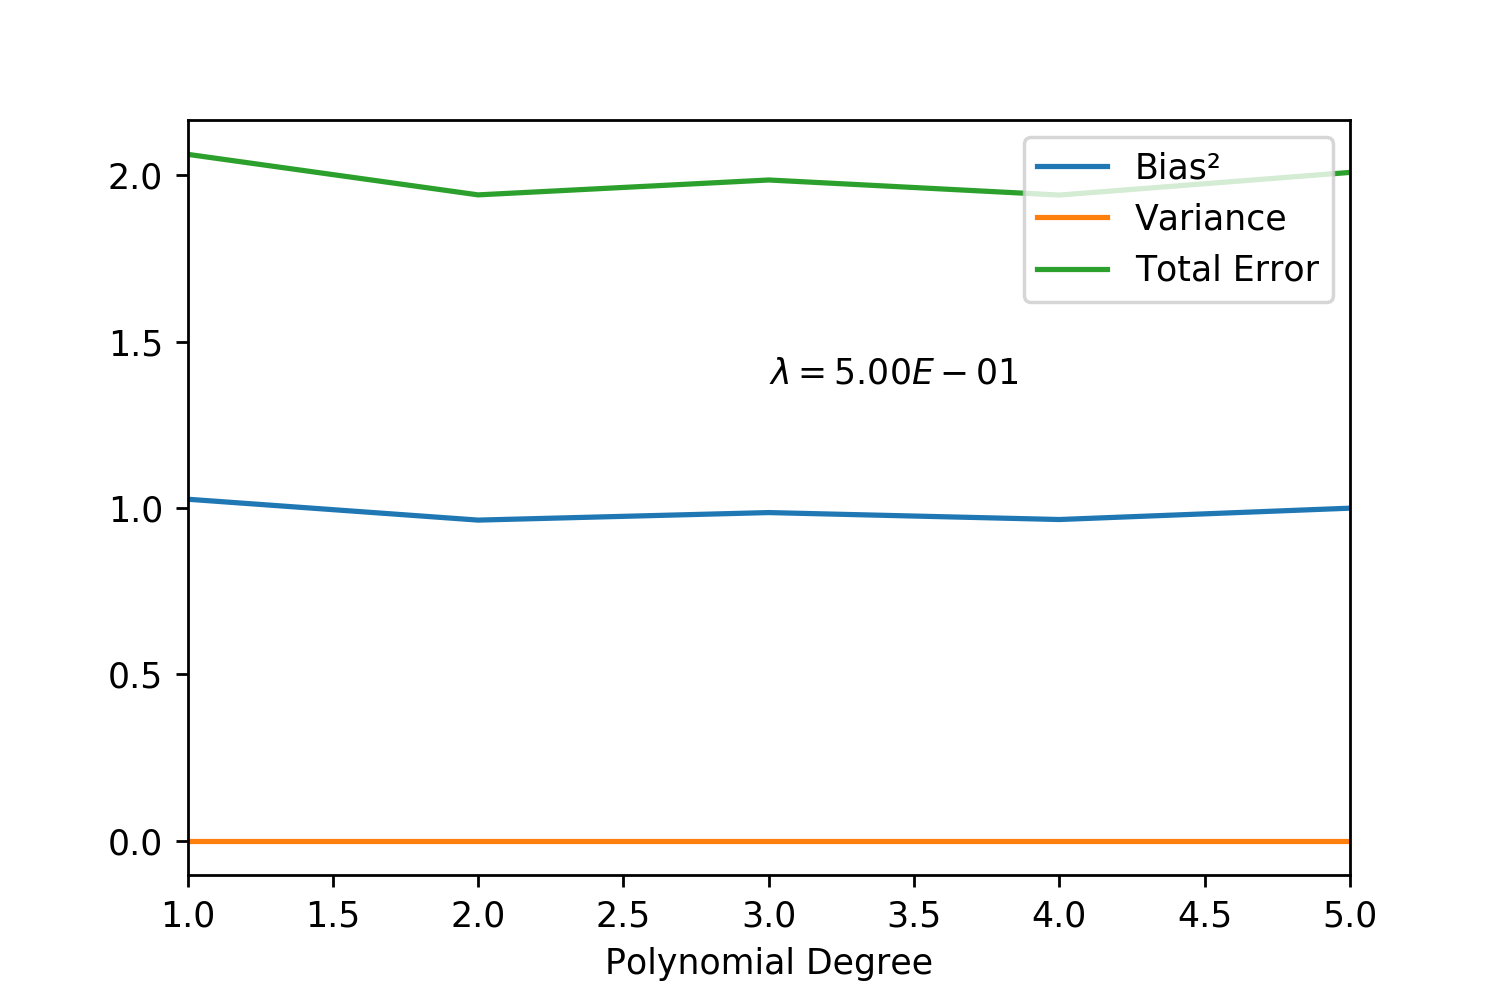 2.0
1.5
1.0
0.5
0.0
Bias²
Variance
Total Error
λ = 5.00E − 01
1.0 1.5 2.0 2.5 3.0 3.5 4.0 4.5 5.0
Polynomial Degree